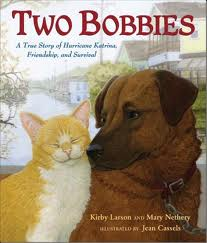 TWO BOBBIES
A True Story of Hurricane Katrina,
Friendship, and Survival
Kirby Larson AND Mary Nethery
ILLUSTRATED BY Jean Cassels